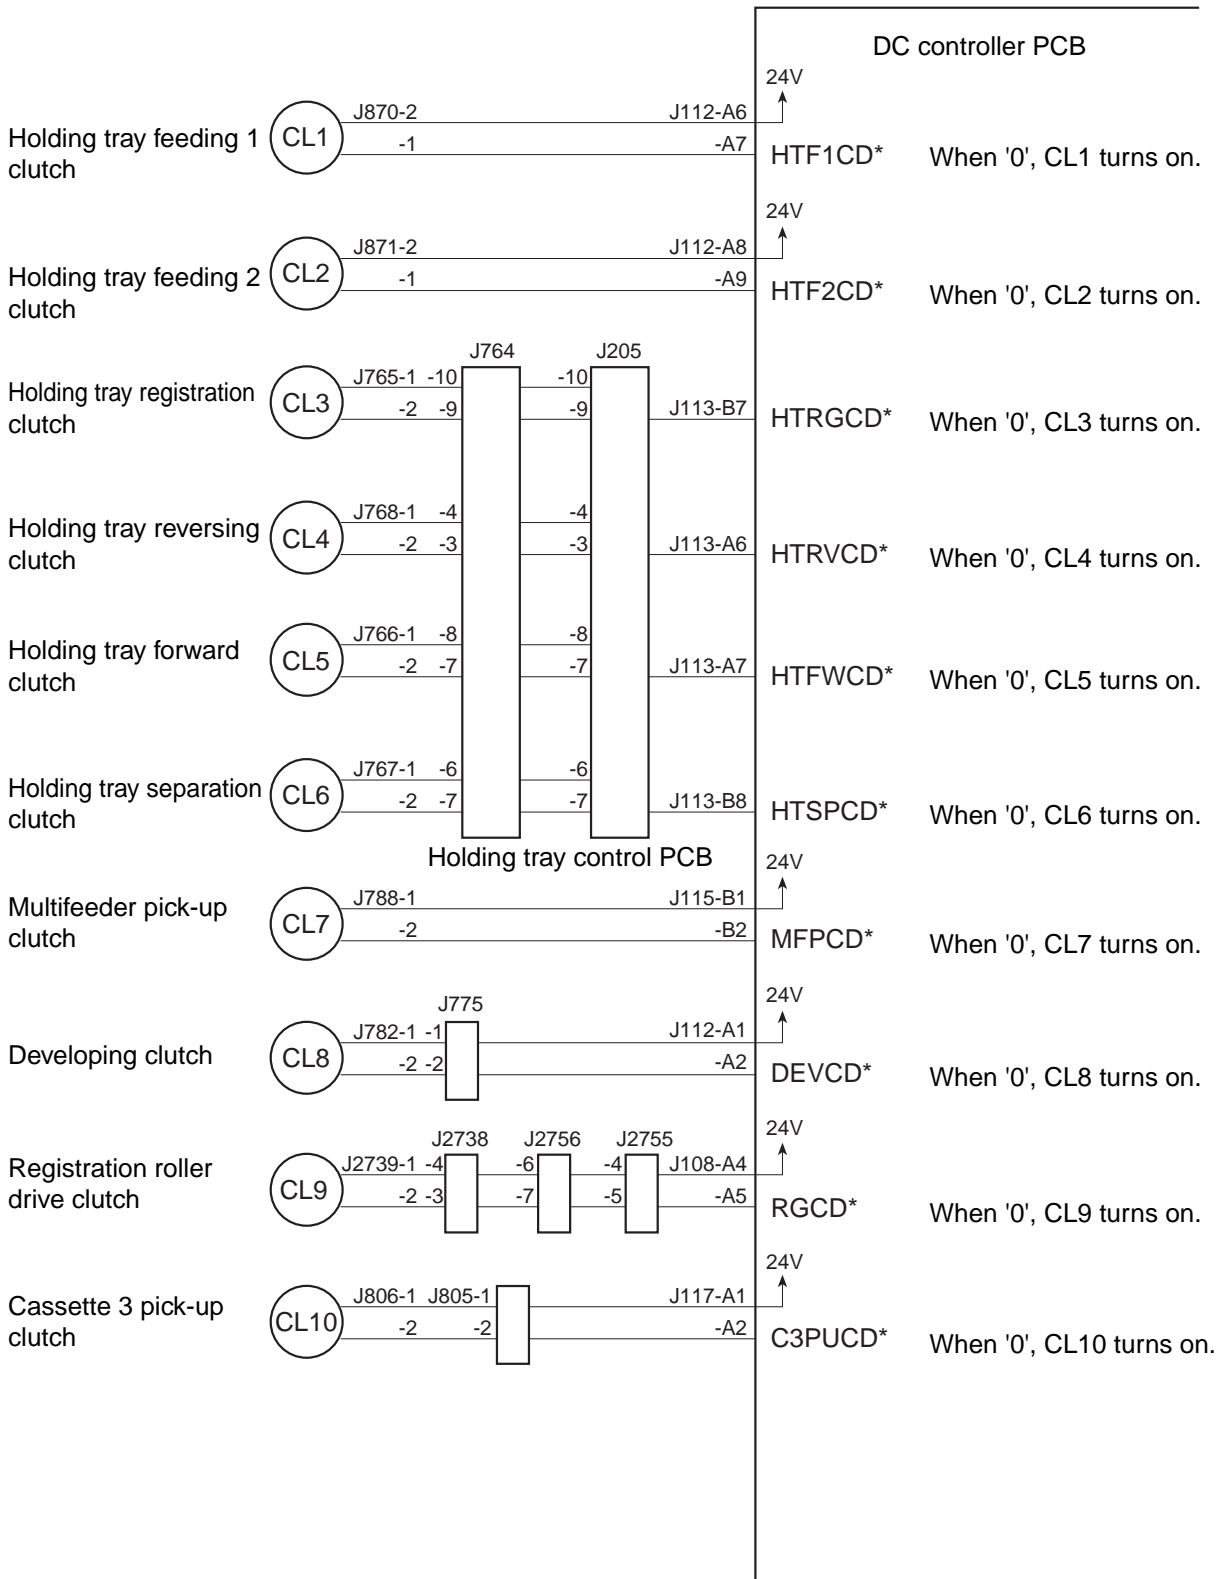 DC controller PCB
24V
J870-2 J112-A6
Holding tray feeding 1
clutch
CL1
-1 -A7
HTF1CD* When '0', CL1 turns on.
24V
J871-2 J112-A8
Holding tray feeding 2
clutch
CL2
-1 -A9
HTF2CD* When '0', CL2 turns on.
J764 J205
Holding tray registration
clutch
CL3
J765-1 -10 -10
-2 -9 -9 J113-B7
HTRGCD* When '0', CL3 turns on.
Holding tray reversing
clutch
CL4
J768-1 -4 -4
-2 -3 -3 J113-A6
HTRVCD* When '0', CL4 turns on.
Holding tray forward
clutch
CL5
J766-1 -8 -8
-2 -7 -7 J113-A7
HTFWCD* When '0', CL5 turns on.
Holding tray separation
clutch
CL6
J767-1 -6 -6
-2 -7 -7 J113-B8
HTSPCD* When '0', CL6 turns on.
Holding tray control PCB
24V
Multifeeder pick-up
clutch
CL7
J788-1 J115-B1
-2 -B2
MFPCD* When '0', CL7 turns on.
24V
J775
Developing clutch
CL8
J782-1 -1 J112-A1
-2 -2 -A2
DEVCD* When '0', CL8 turns on.
24V
J2738 J2756 J2755
Registration roller
drive clutch
CL9
J2739-1 -4 -6 -4 J108-A4
-2 -3 -7 -5 -A5
RGCD* When '0', CL9 turns on.
24V
Cassette 3 pick-up
clutch
CL10
J806-1 J805-1 J117-A1
-2 -2 -A2
C3PUCD* When '0', CL10 turns on.